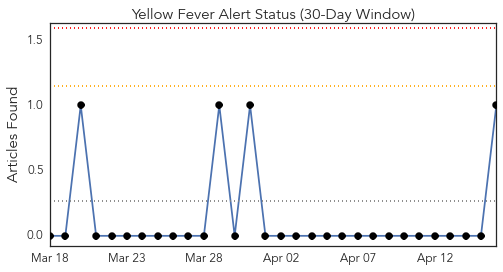 Yellow Fever Alert Status (30-Day Window)
Articles Found
1.5
1.0
0.5
0.0
Mar 18 Mar 23 Mar 28 Apr 02 Apr 07 Apr 12